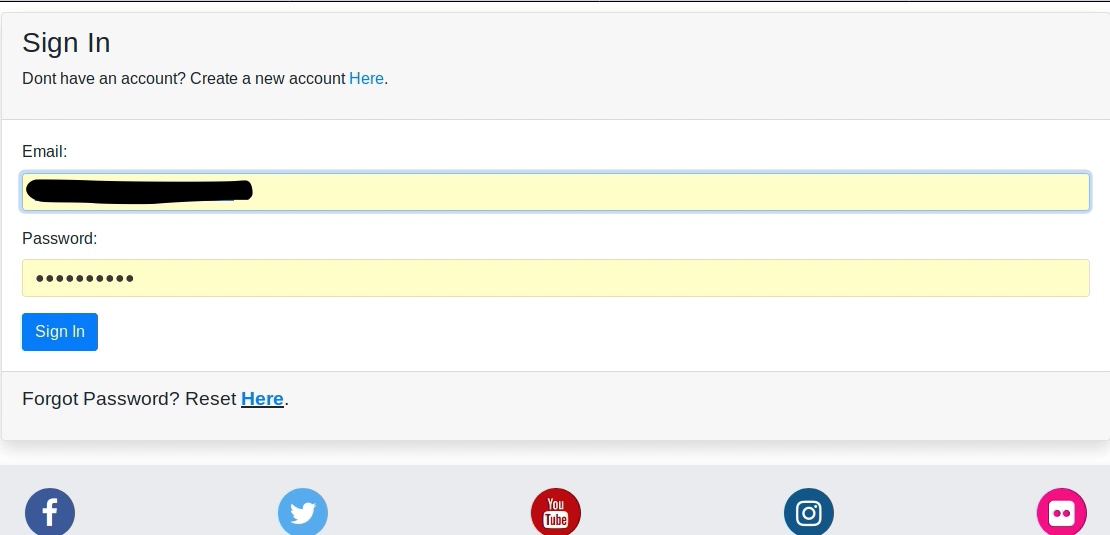 Sign In
Dont have an account? Create a new account Here.
Email:
Password:
••••••••••
Sign In
Forgot Password? Reset Here.
You
Tube